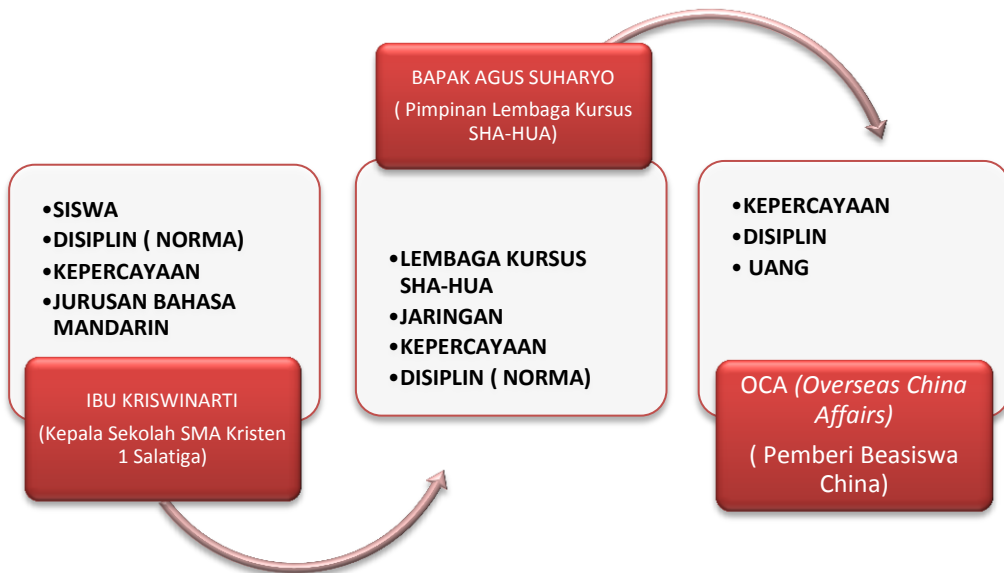 •SISWA
•DISIPLIN ( NORMA)
•KEPERCAYAAN
•JURUSAN BAHASA
MANDARIN
IBU KRISWINARTI
(Kepala Sekolah SMA Kristen
1 Salatiga)
BAPAK AGUS SUHARYO
( Pimpinan Lembaga Kursus
SHA-HUA)
•LEMBAGA KURSUS
SHA-HUA
•JARINGAN
•KEPERCAYAAN
•DISIPLIN ( NORMA)
•KEPERCAYAAN
•DISIPLIN
• UANG
OCA (Overseas China
Affairs)
( Pemberi Beasiswa
China)